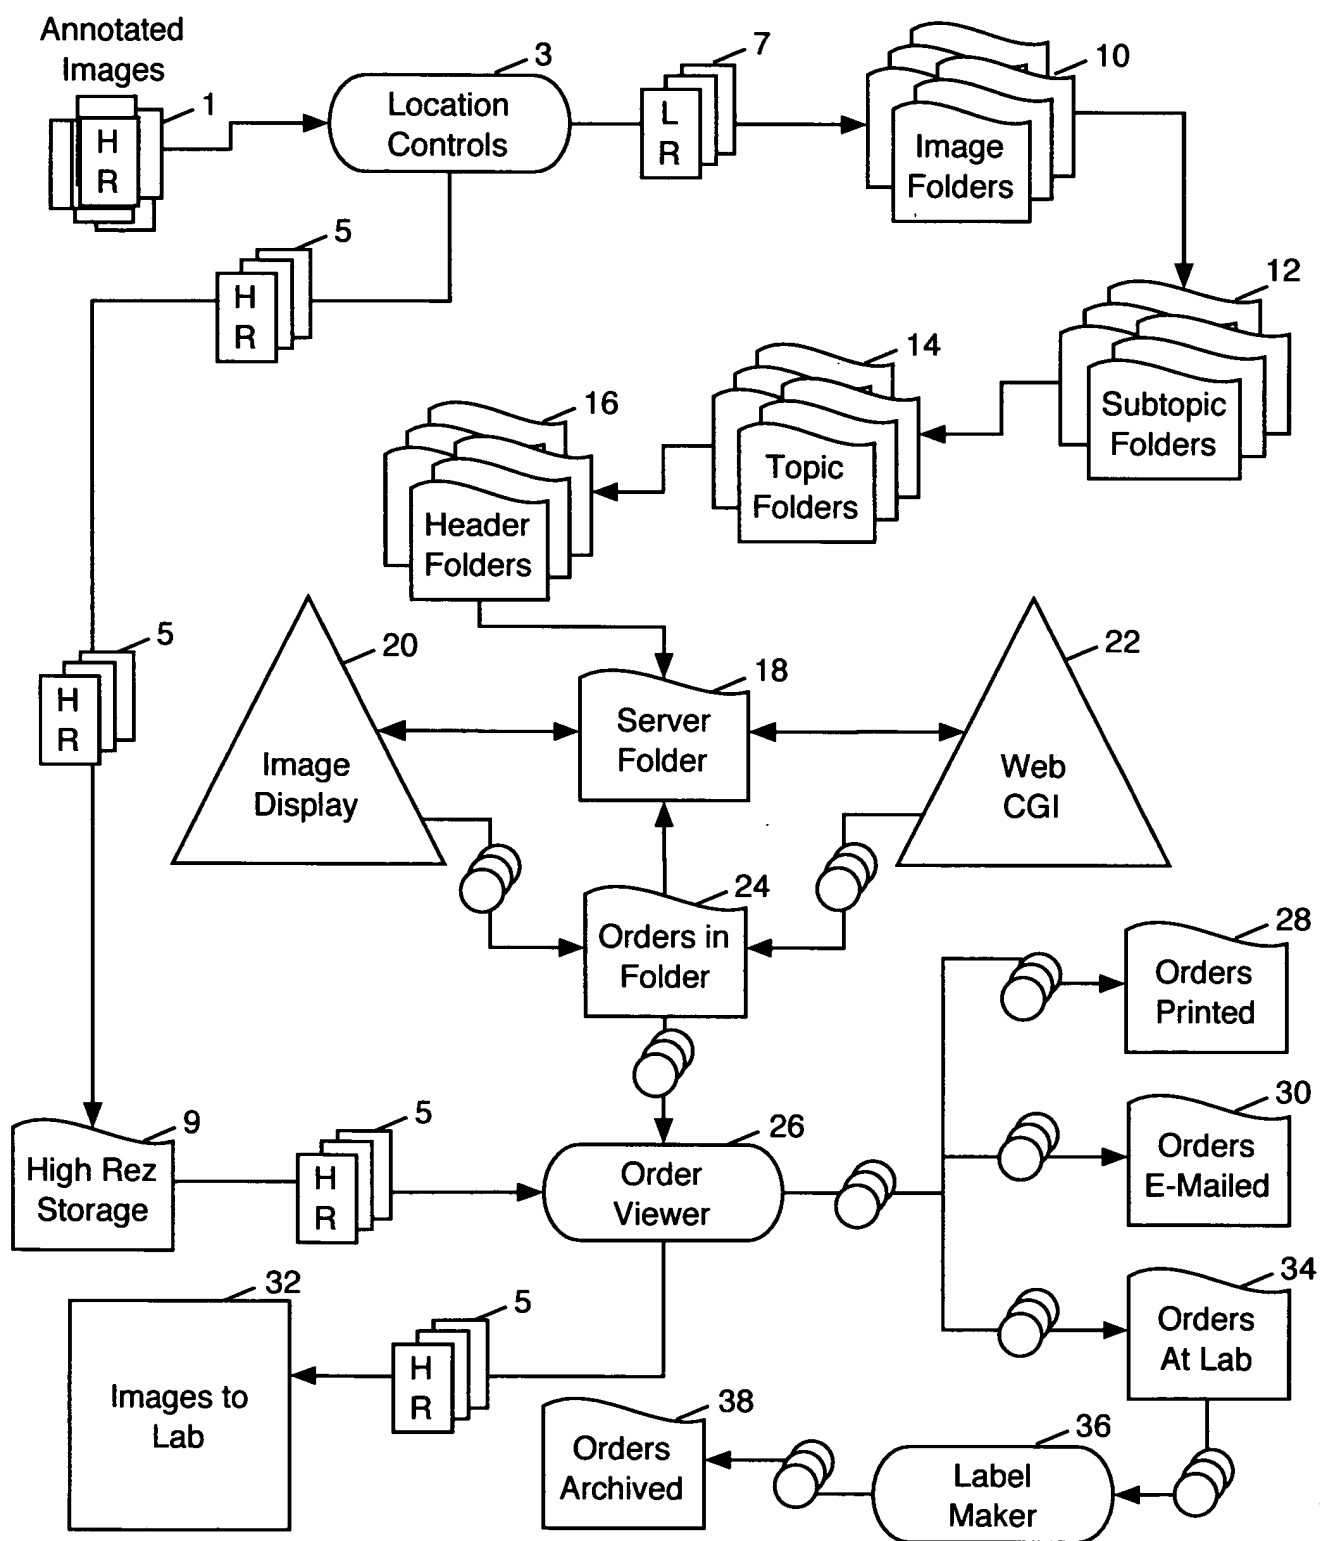 Annotated
Images
1
H
R
3
Location
Controls
7
L
R
10
Image
Folders
5
H
R
12
Subtopic
Folders
14
Topic
Folders
16
Header
Folders
5
H
R
20
Image
Display
18
Server
Folder
22
Web
CGI
24
Orders in
Folder
28
Orders
Printed
9
High Rez
Storage
5
H
R
26
Order
Viewer
30
Orders
E-Mailed
32
Images to
Lab
5
H
R
34
Orders
At Lab
38
Orders
Archived
36
Label
Maker